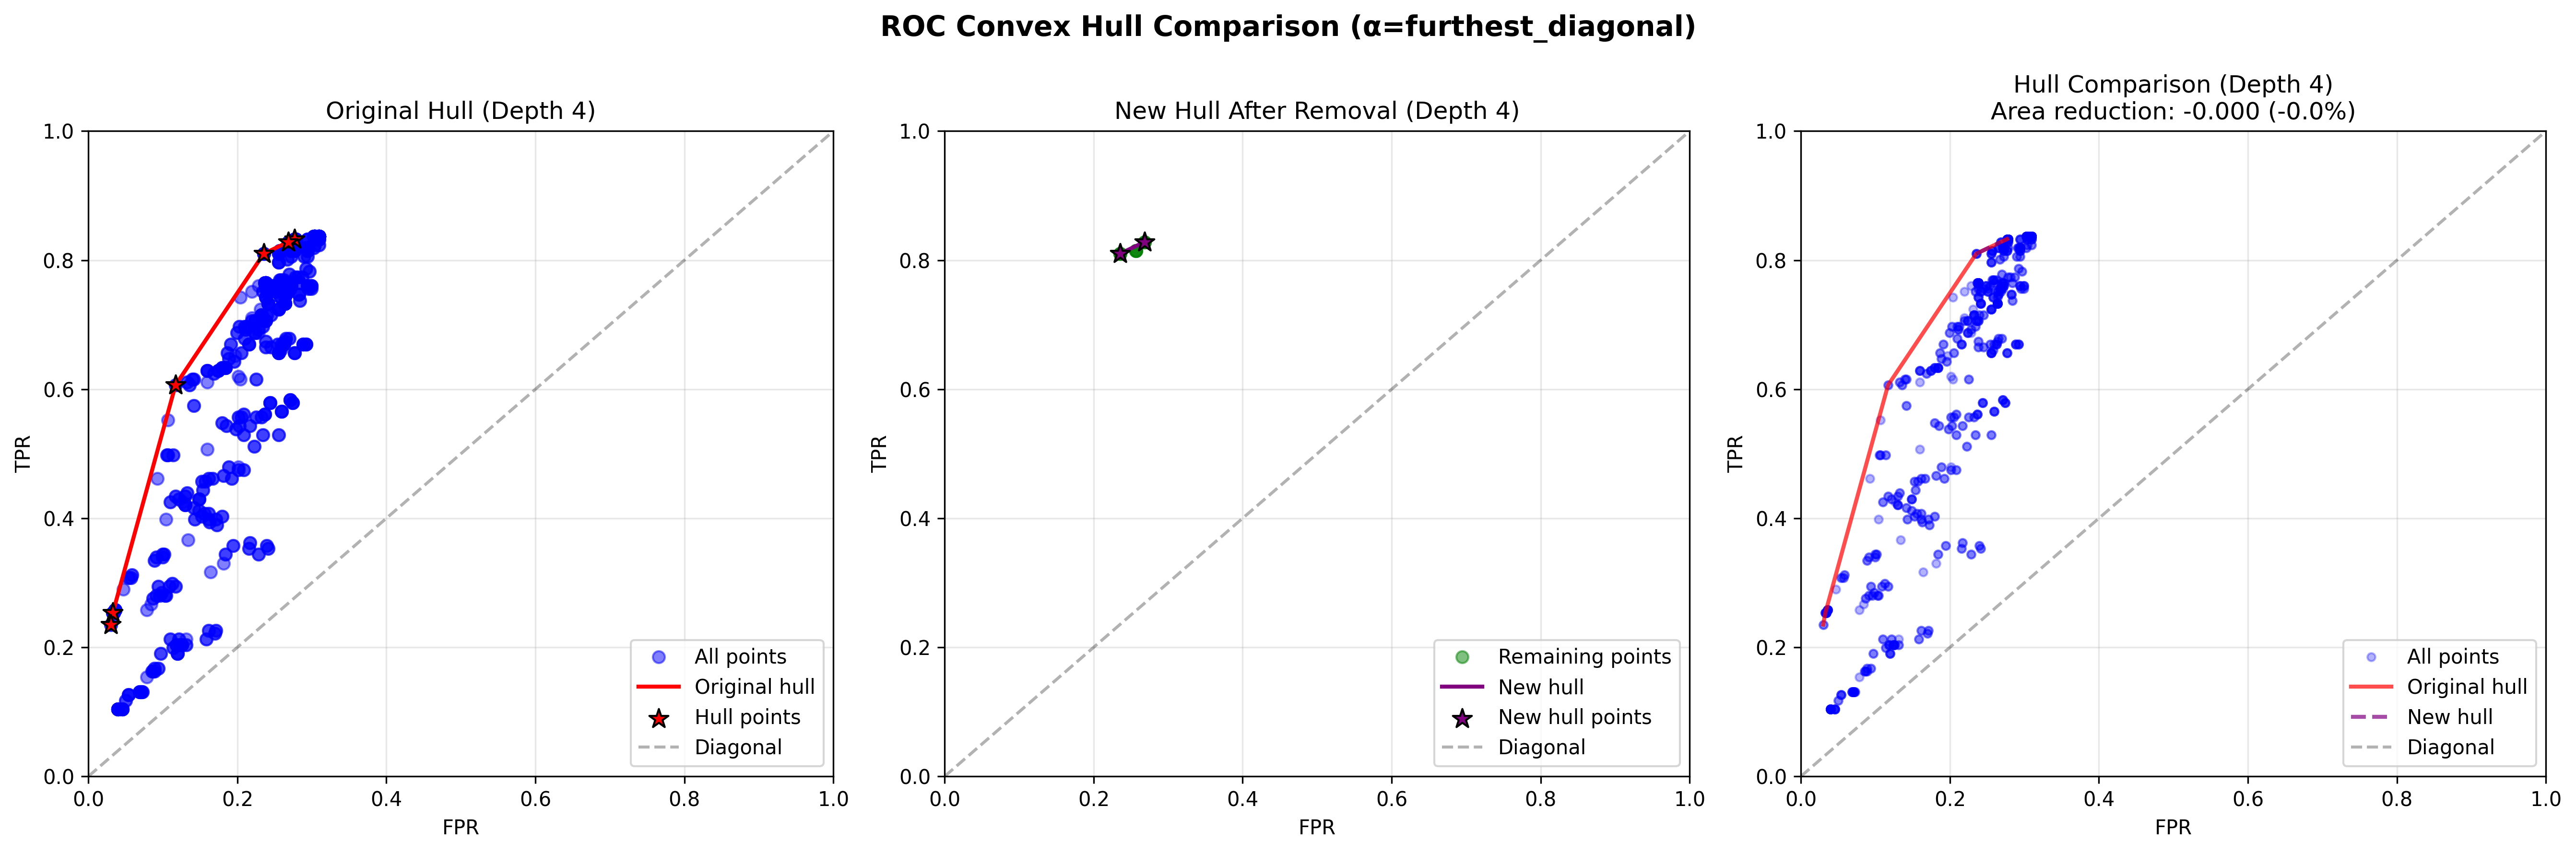 ROC Convex Hull Comparison (α=furthest_diagonal)
Original Hull (Depth 4)
1.0
0.8
0.6
0.4
0.2
0.0
TPR
0.0 0.2 0.4 0.6 0.8 1.0
FPR
All points
Original hull
Hull points
Diagonal
New Hull After Removal (Depth 4)
1.0
0.8
0.6
0.4
0.2
0.0
TPR
0.0 0.2 0.4 0.6 0.8 1.0
FPR
Remaining points
New hull
New hull points
Diagonal
Hull Comparison (Depth 4)
Area reduction: -0.000 (-0.0%)
1.0
0.8
0.6
0.4
0.2
0.0
TPR
0.0 0.2 0.4 0.6 0.8 1.0
FPR
All points
Original hull
New hull
Diagonal